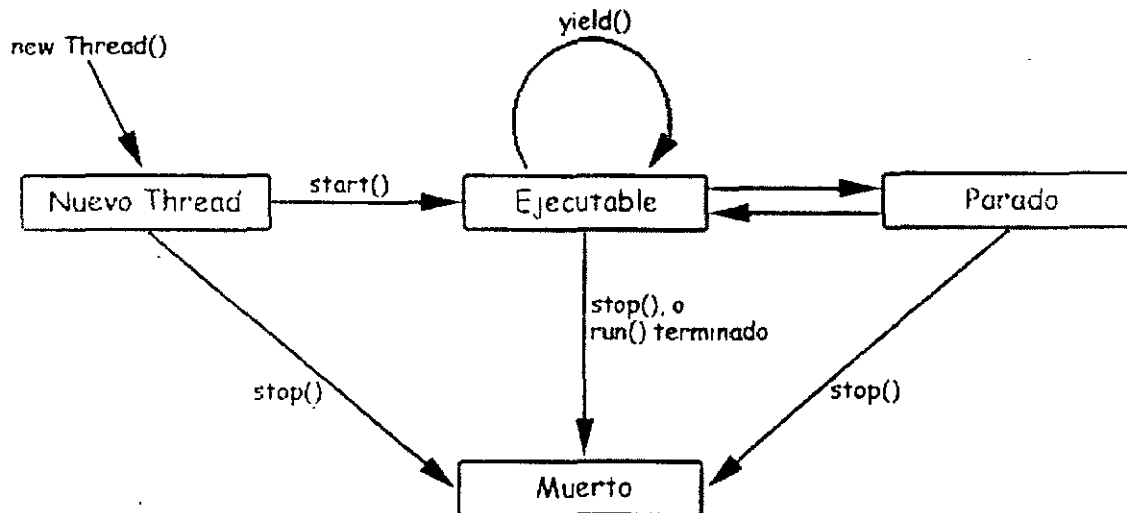 yield()
new Thread()
Nuevo Thread
start()
Ejecutable
Parado
stop(), o
run() terminado
stop()
stop()
Muerto